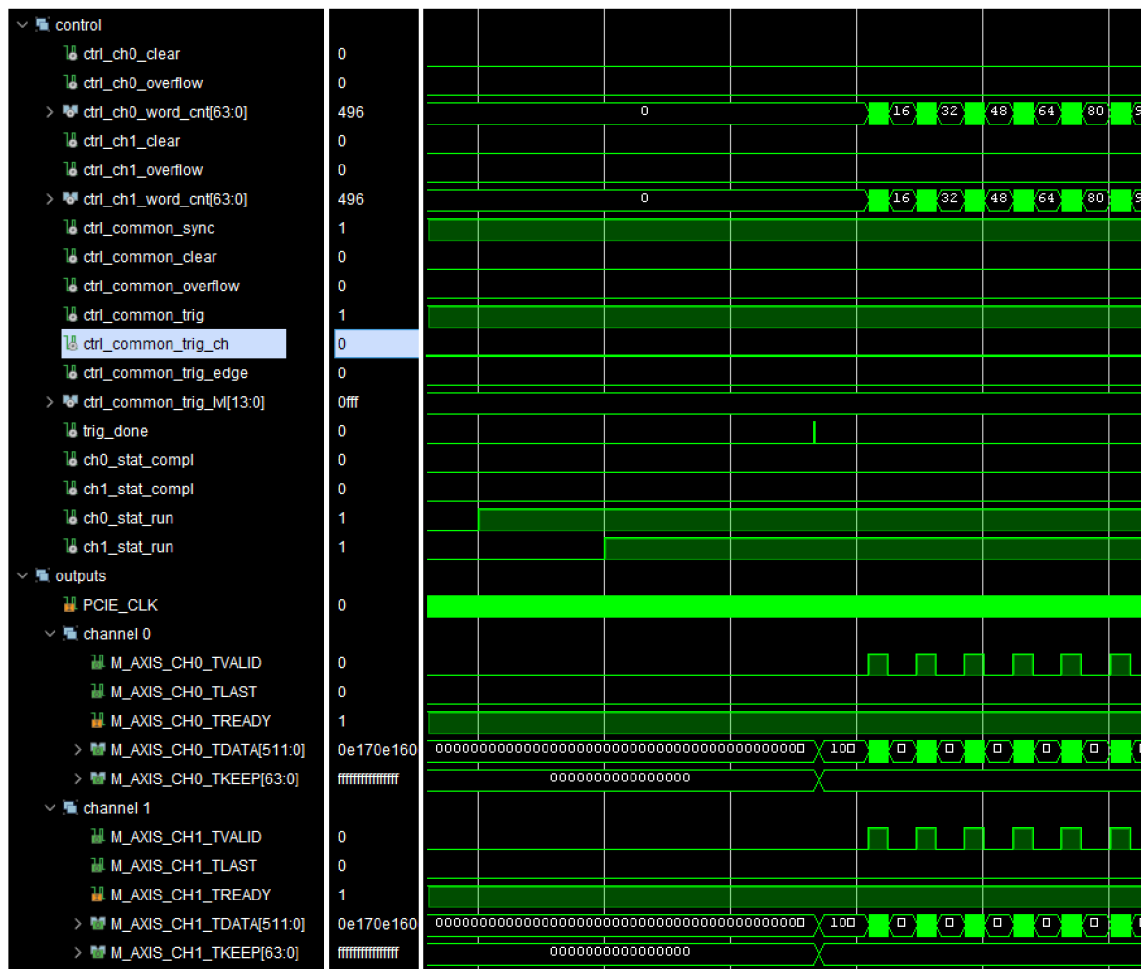 control
ctrl_ch0_clear 0
ctrl_ch0_overflow 0
ctrl_ch0_word_cnt[63:0] 496 0 16 32 48 64 80 9
ctrl_ch1_clear 0
ctrl_ch1_overflow 0
ctrl_ch1_word_cnt[63:0] 496 0 16 32 48 64 80 9
ctrl_common_sync 1
ctrl_common_clear 0
ctrl_common_overflow 0
ctrl_common_trig 1
ctrl_common_trig_ch 0
ctrl_common_trig_edge 0
ctrl_common_trig_lvl[13:0] 0fff
trig_done 0
ch0_stat_compl 0
ch1_stat_compl 0
ch0_stat_run 1
ch1_stat_run 1
outputs
PCIE_CLK 0
channel 0
M_AXIS_CH0_TVALID 0
M_AXIS_CH0_TLAST 0
M_AXIS_CH0_TREADY 1
M_AXIS_CH0_TDATA[511:0] 0e170e160 100
M_AXIS_CH0_TKEEP[63:0] ffffffffffffffff 0000000000000000
channel 1
M_AXIS_CH1_TVALID 0
M_AXIS_CH1_TLAST 0
M_AXIS_CH1_TREADY 1
M_AXIS_CH1_TDATA[511:0] 0e170e160 100
M_AXIS_CH1_TKEEP[63:0] ffffffffffffffff 0000000000000000